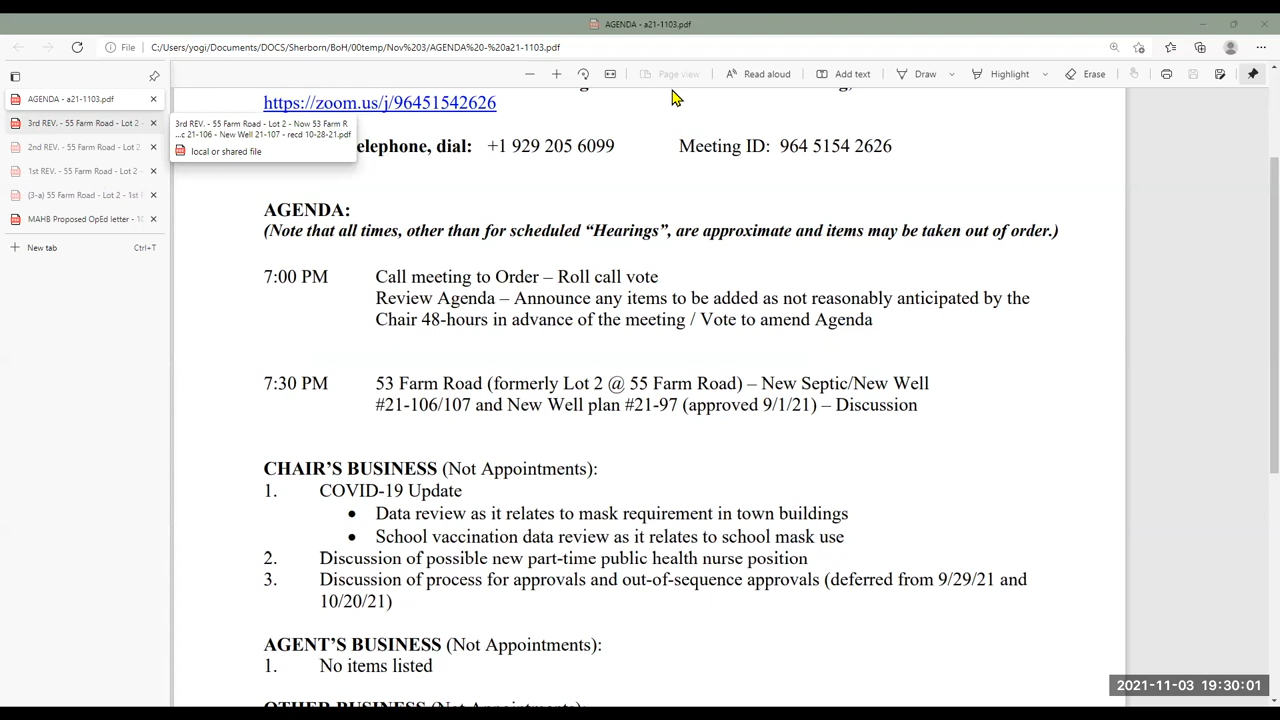 AGENDA - a21-1103.pdf
File
C:/Users/yogi/Documents/DOCS/Sherborn/BoH/00temp/Nov%203/AGENDA%20-%20a21-1103.pdf
Page view
Read aloud
Add text
Draw
Highlight
Erase
AGENDA - a21-1103.pdf
3rd REV. - 55 Farm Road - Lot 2 -
2nd REV. - 55 Farm Road - Lot 2
1st REV. - 55 Farm Road - Lot 2 -
(3-a) 55 Farm Road - Lot 2 - 1st
MAHB Proposed OpEd letter - 10
New tab
Ctrl+T
3rd REV. - 55 Farm Road - Lot 2 - Now 53 Farm R
...c 21-106 - New Well 21-107 - recd 10-28-21.pdf
local or shared file
https://zoom.us/j/96451542626
elephone, dial: +1 929 205 6099 Meeting ID: 964 5154 2626
AGENDA:
(Note that all times, other than for scheduled “Hearings”, are approximate and items may be taken out of order.)
7:00 PM Call meeting to Order – Roll call vote
Review Agenda – Announce any items to be added as not reasonably anticipated by the
Chair 48-hours in advance of the meeting / Vote to amend Agenda
7:30 PM 53 Farm Road (formerly Lot 2 @ 55 Farm Road) – New Septic/New Well
#21-106/107 and New Well plan #21-97 (approved 9/1/21) – Discussion
CHAIR’S BUSINESS (Not Appointments):
1. COVID-19 Update
• Data review as it relates to mask requirement in town buildings
• School vaccination data review as it relates to school mask use
2. Discussion of possible new part-time public health nurse position
3. Discussion of process for approvals and out-of-sequence approvals (deferred from 9/29/21 and
10/20/21)
AGENT’S BUSINESS (Not Appointments):
1. No items listed
OTHER BUSINESS (Not Appointments):
2021-11-03 19:30:01